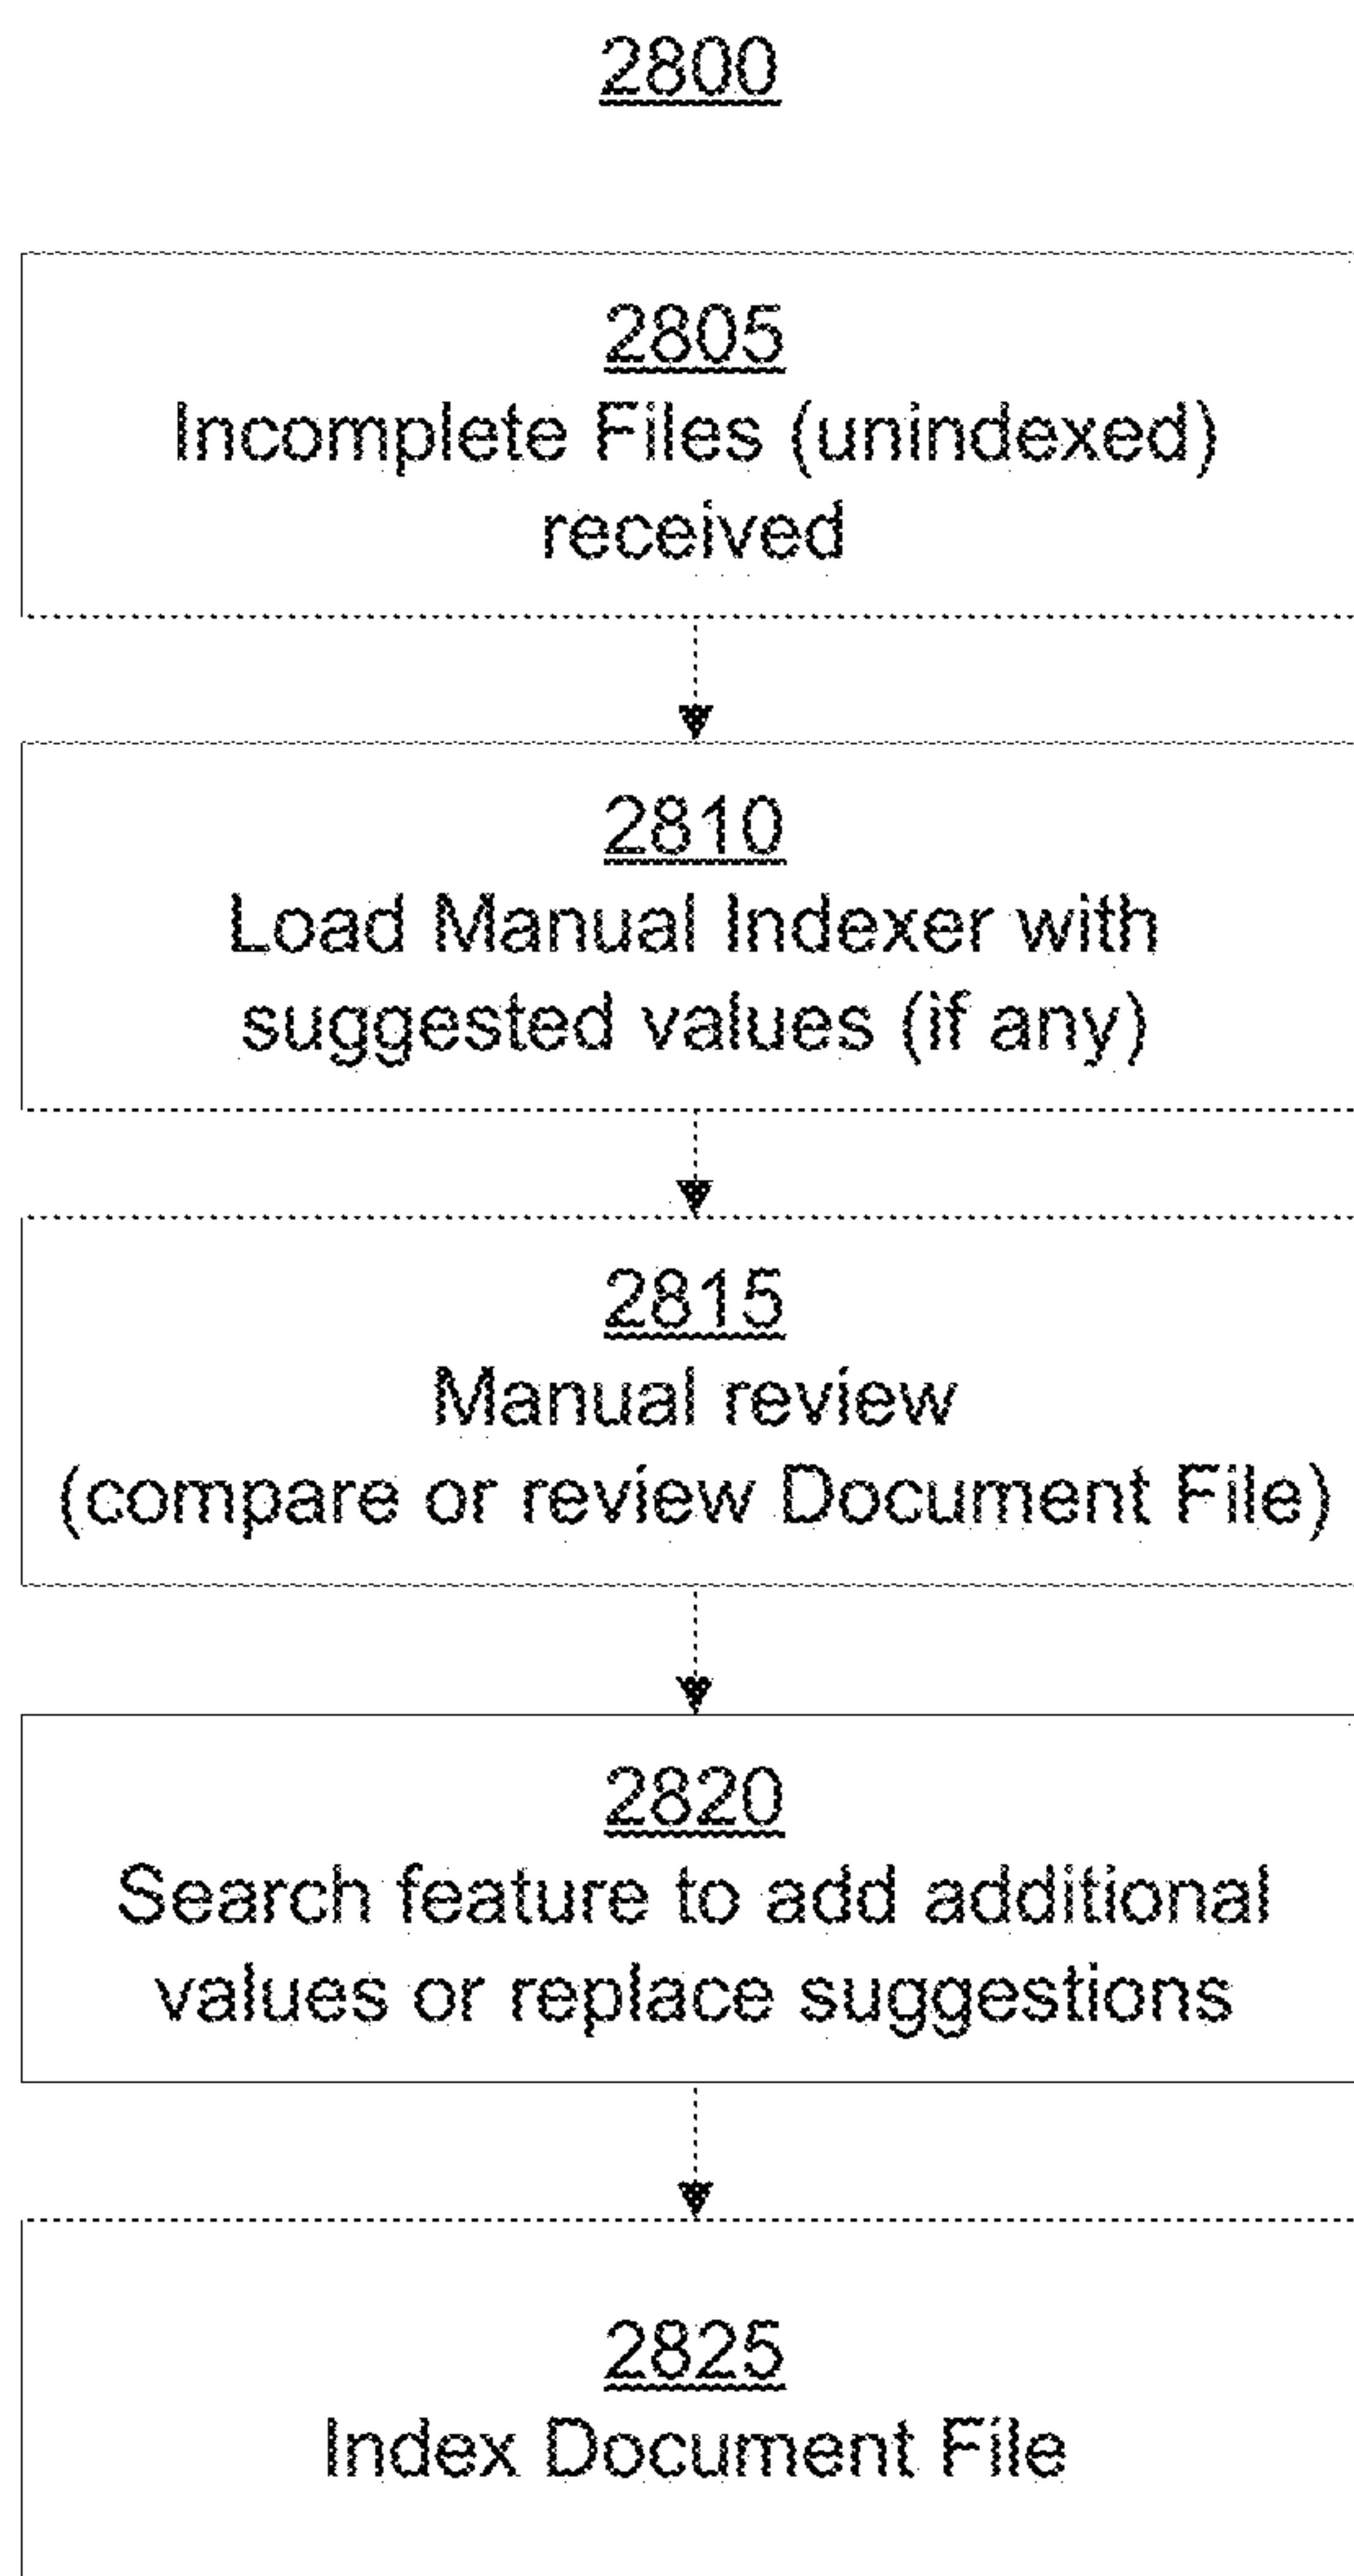 2800
2805
Incomplete Files (unindexed)
received
2810
Load Manual Indexer with
suggested values (if any)
2815
Manual review
(compare or review Document File)
2820
Search feature to add additional
values or replace suggestions
2825
Index Document File